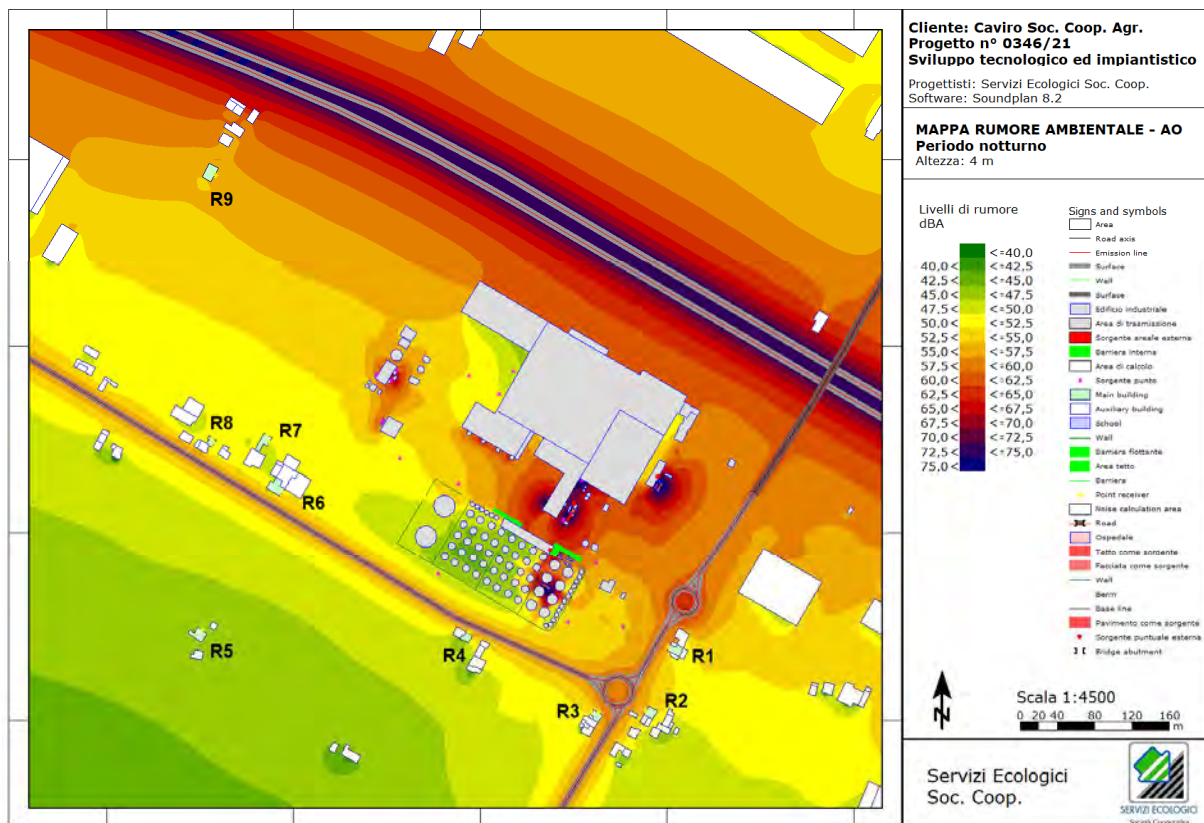 Cliente: Caviro Soc. Coop. Agr.
Progetto n° 0346/21
Sviluppo tecnologico ed impiantistico
Progettisti: Servizi Ecologici Soc. Coop.
Software: Soundplan 8.2
MAPPA RUMORE AMBIENTALE - AO
Periodo notturno
Altezza: 4 m
Livelli di rumore
dBA
<=40,0
40,0< <=42,5
42,5< <=45,0
45,0< <=47,5
47,5< <=50,0
50,0< <=52,5
52,5< <=55,0
55,0< <=57,5
57,5< <=60,0
60,0< <=62,5
62,5< <=65,0
65,0< <=67,5
67,5< <=70,0
70,0< <=72,5
72,5< <=75,0
75,0<
Signs and symbols
Area
Road axis
Emission line
Surface
Wall
Surface
Edificio industriale
Area di trasmissione
Sorgente areale esterna
Barriera interna
Area di calcolo
Sorgente punto
Main building
Auxiliary building
School
Wall
Barriera flottante
Area tetto
Barriera
Point receiver
Noise calculation area
Road
Ospedale
Tetto come sorgente
Facciata come sorgente
Wall
Berm
Base line
Pavimento come sorgente
Sorgente puntuale esterna
Bridge abutment
N
Scala 1:4500
0 20 40 80 120 160
m
Servizi Ecologici
Soc. Coop.
SERVIZI ECOLOGICI
Società Cooperativa
R9
R8
R7
R6
R5
R4
R1
R2
R3